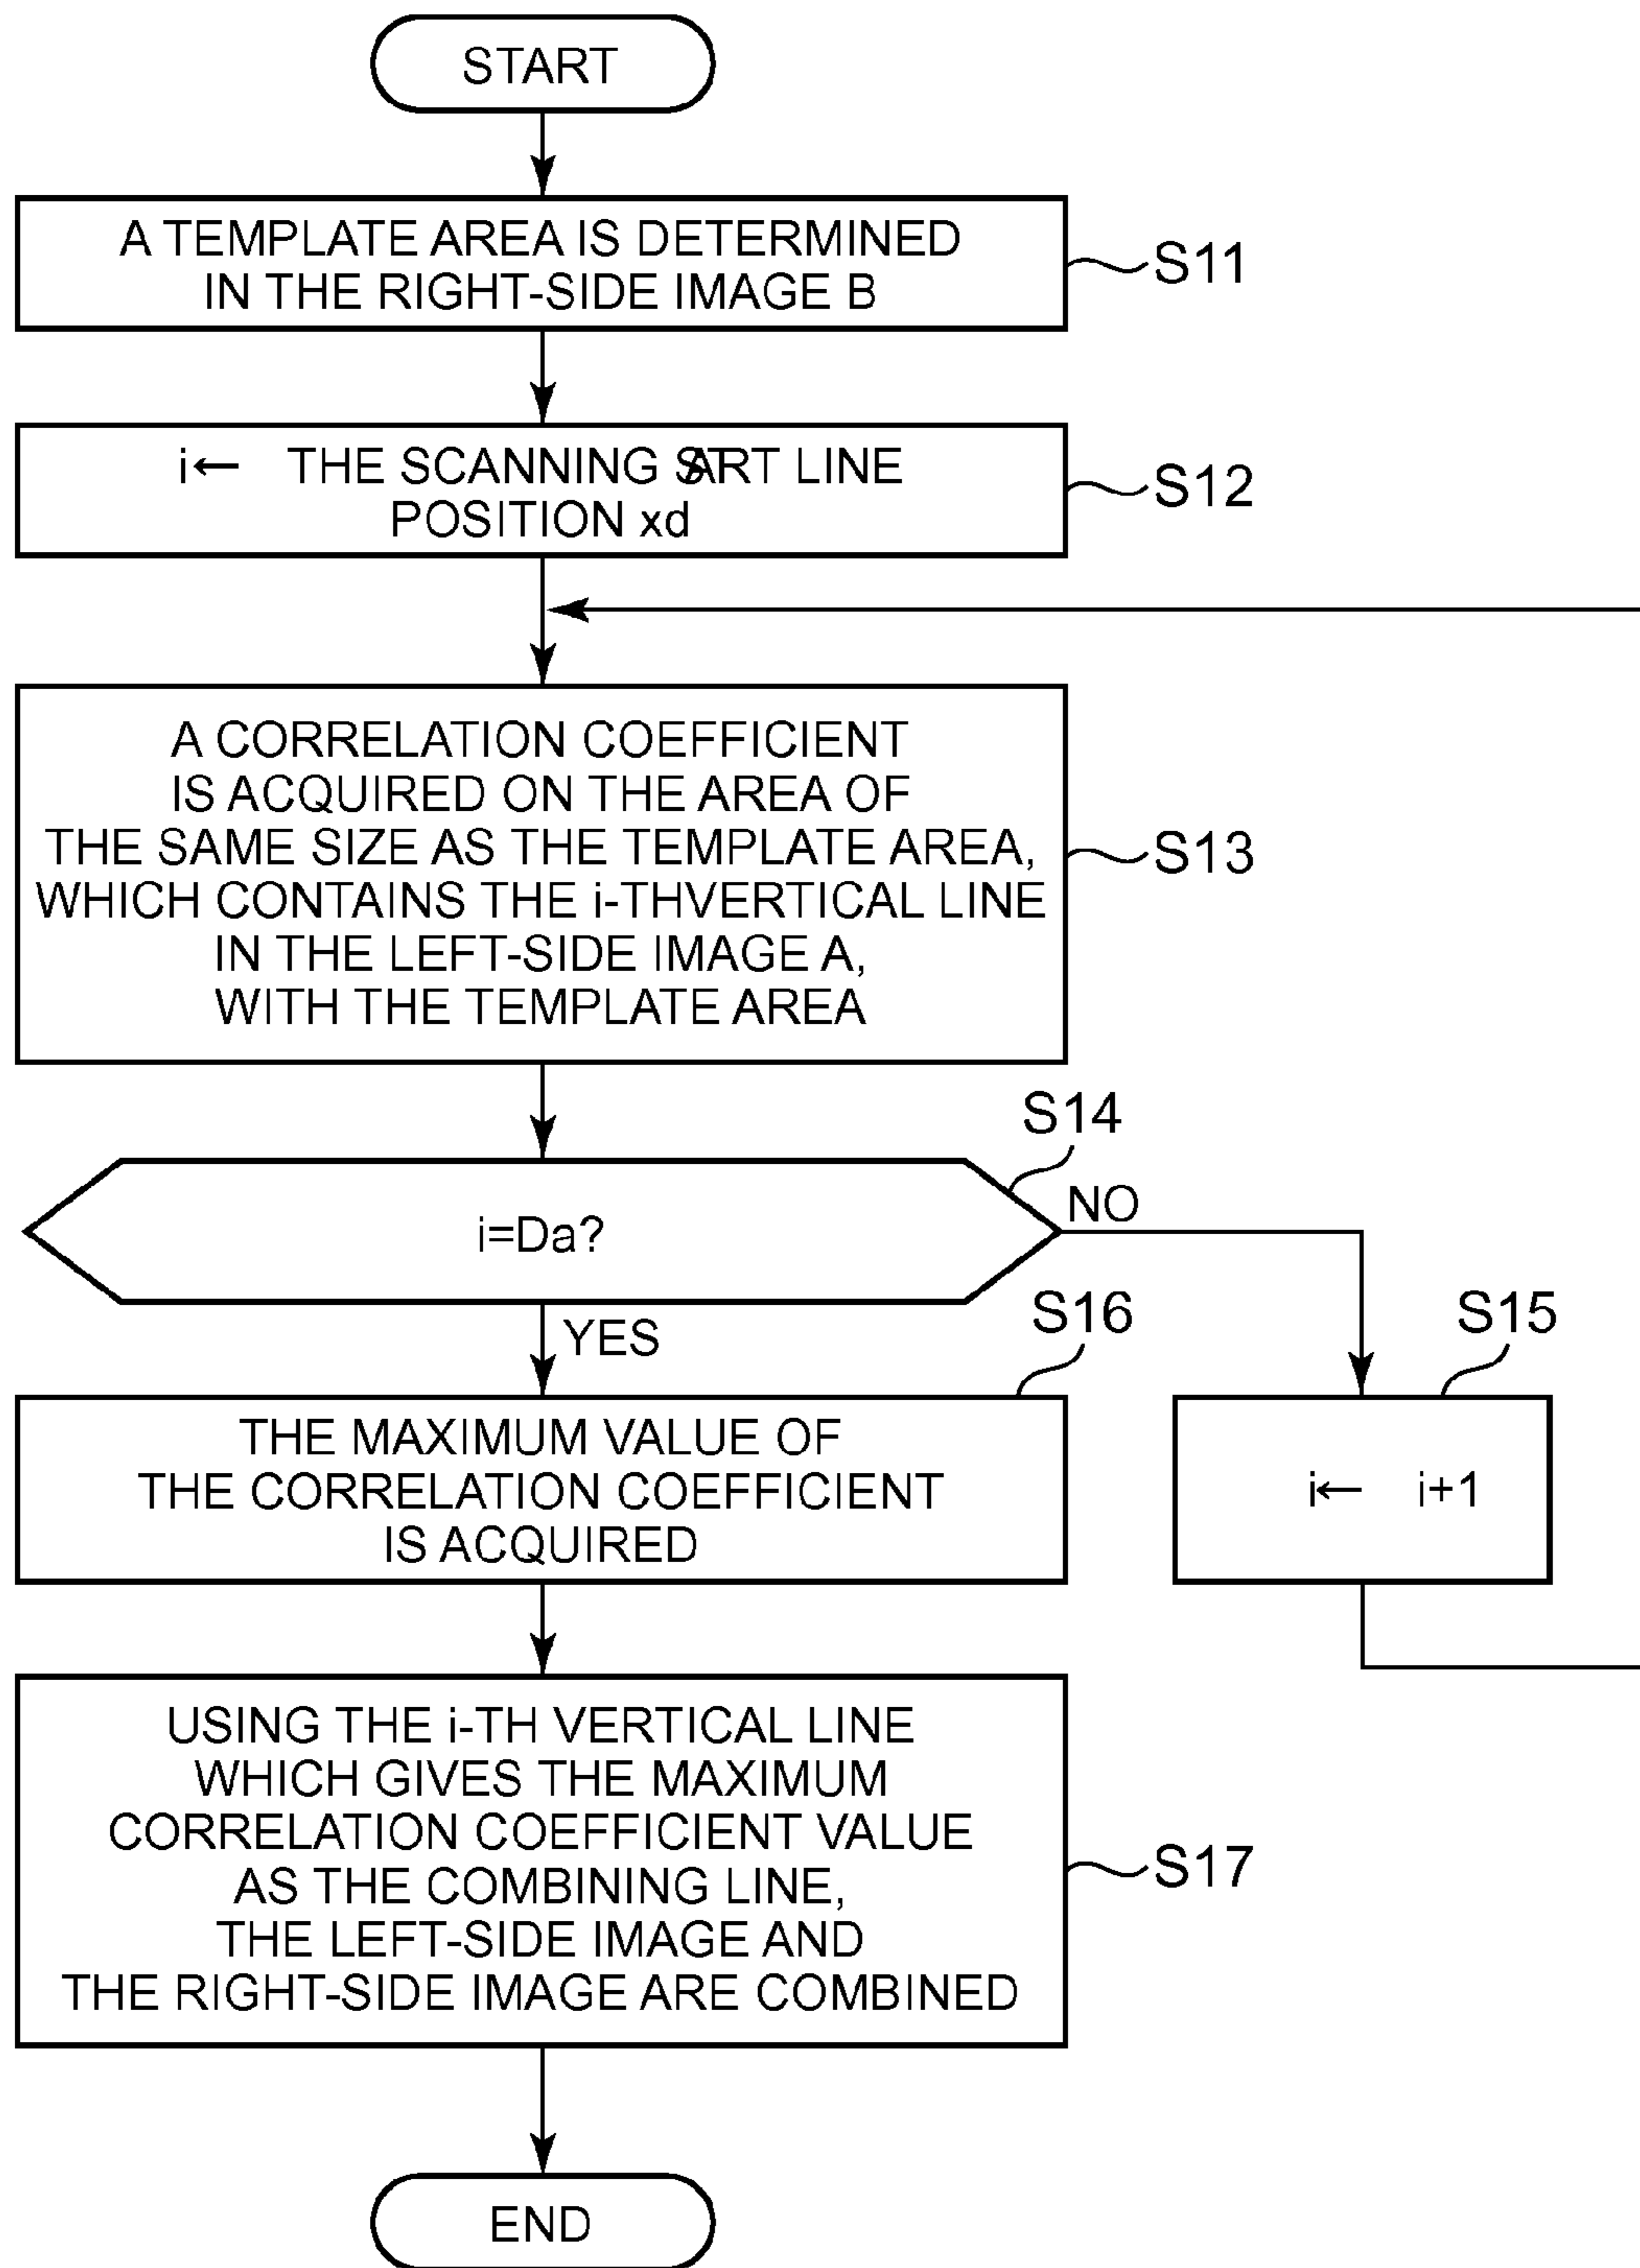 START
A TEMPLATE AREA IS DETERMINED
IN THE RIGHT-SIDE IMAGE B
S11
i← THE SCANNING START LINE
POSITION xd
S12
A CORRELATION COEFFICIENT
IS ACQUIRED ON THE AREA OF
THE SAME SIZE AS THE TEMPLATE AREA,
WHICH CONTAINS THE i-THVERTICAL LINE
IN THE LEFT-SIDE IMAGE A,
WITH THE TEMPLATE AREA
S13
S14
i=Da?
NO
YES
S16
THE MAXIMUM VALUE OF
THE CORRELATION COEFFICIENT
IS ACQUIRED
S15
i← i+1
USING THE i-TH VERTICAL LINE
WHICH GIVES THE MAXIMUM
CORRELATION COEFFICIENT VALUE
AS THE COMBINING LINE,
THE LEFT-SIDE IMAGE AND
THE RIGHT-SIDE IMAGE ARE COMBINED
S17
END